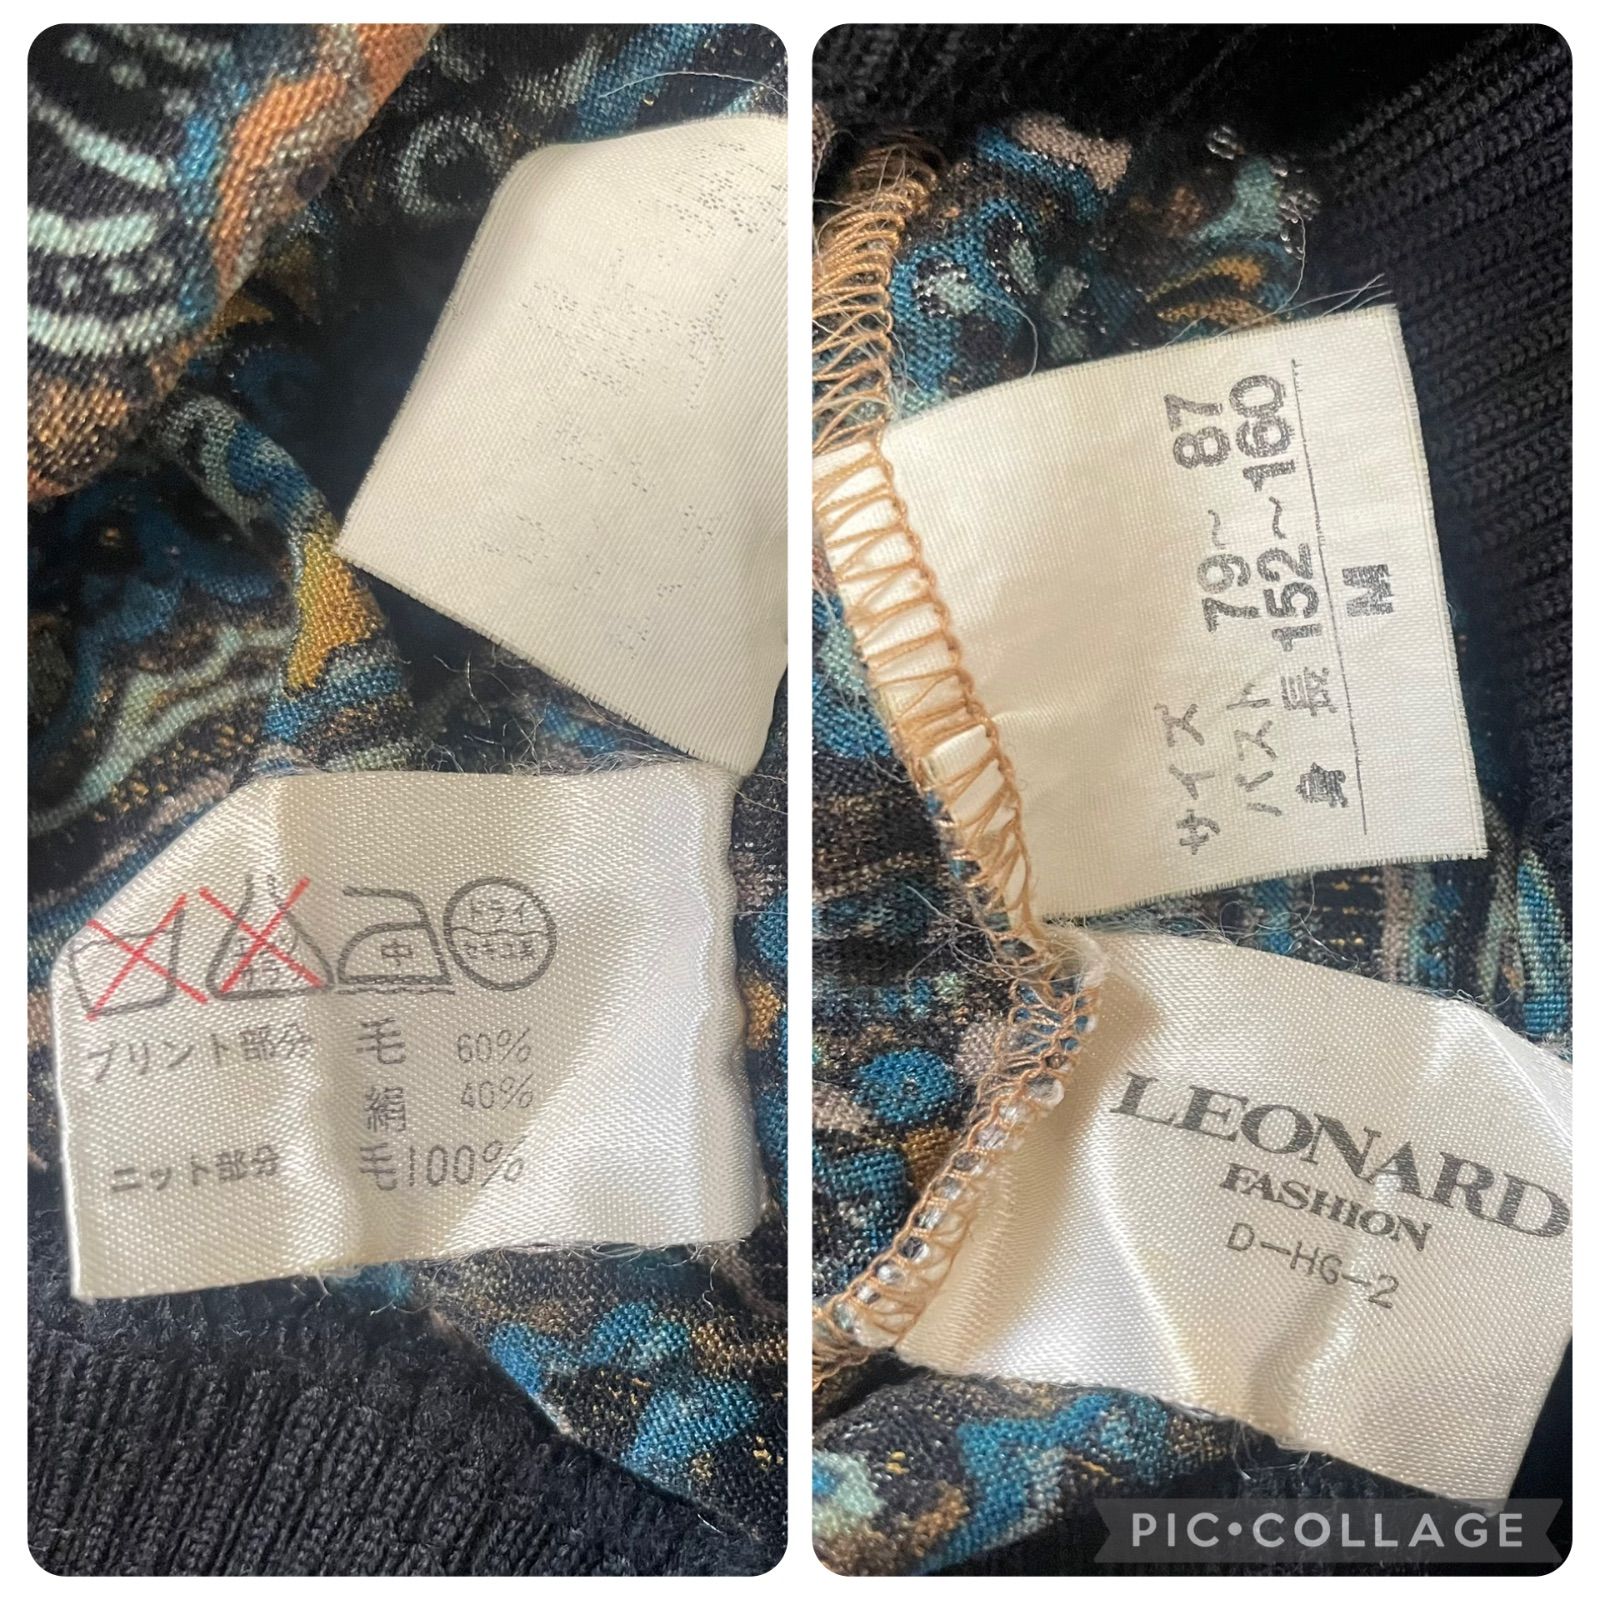 ドライ
セキユ系
中
プリント部分 毛 60%
絹 40%
ニット部分 毛100%
サイズ
バスト 79~87
身長 152~160
M
LEONARD
FASHION
D-HG-2
PIC•COLLAGE